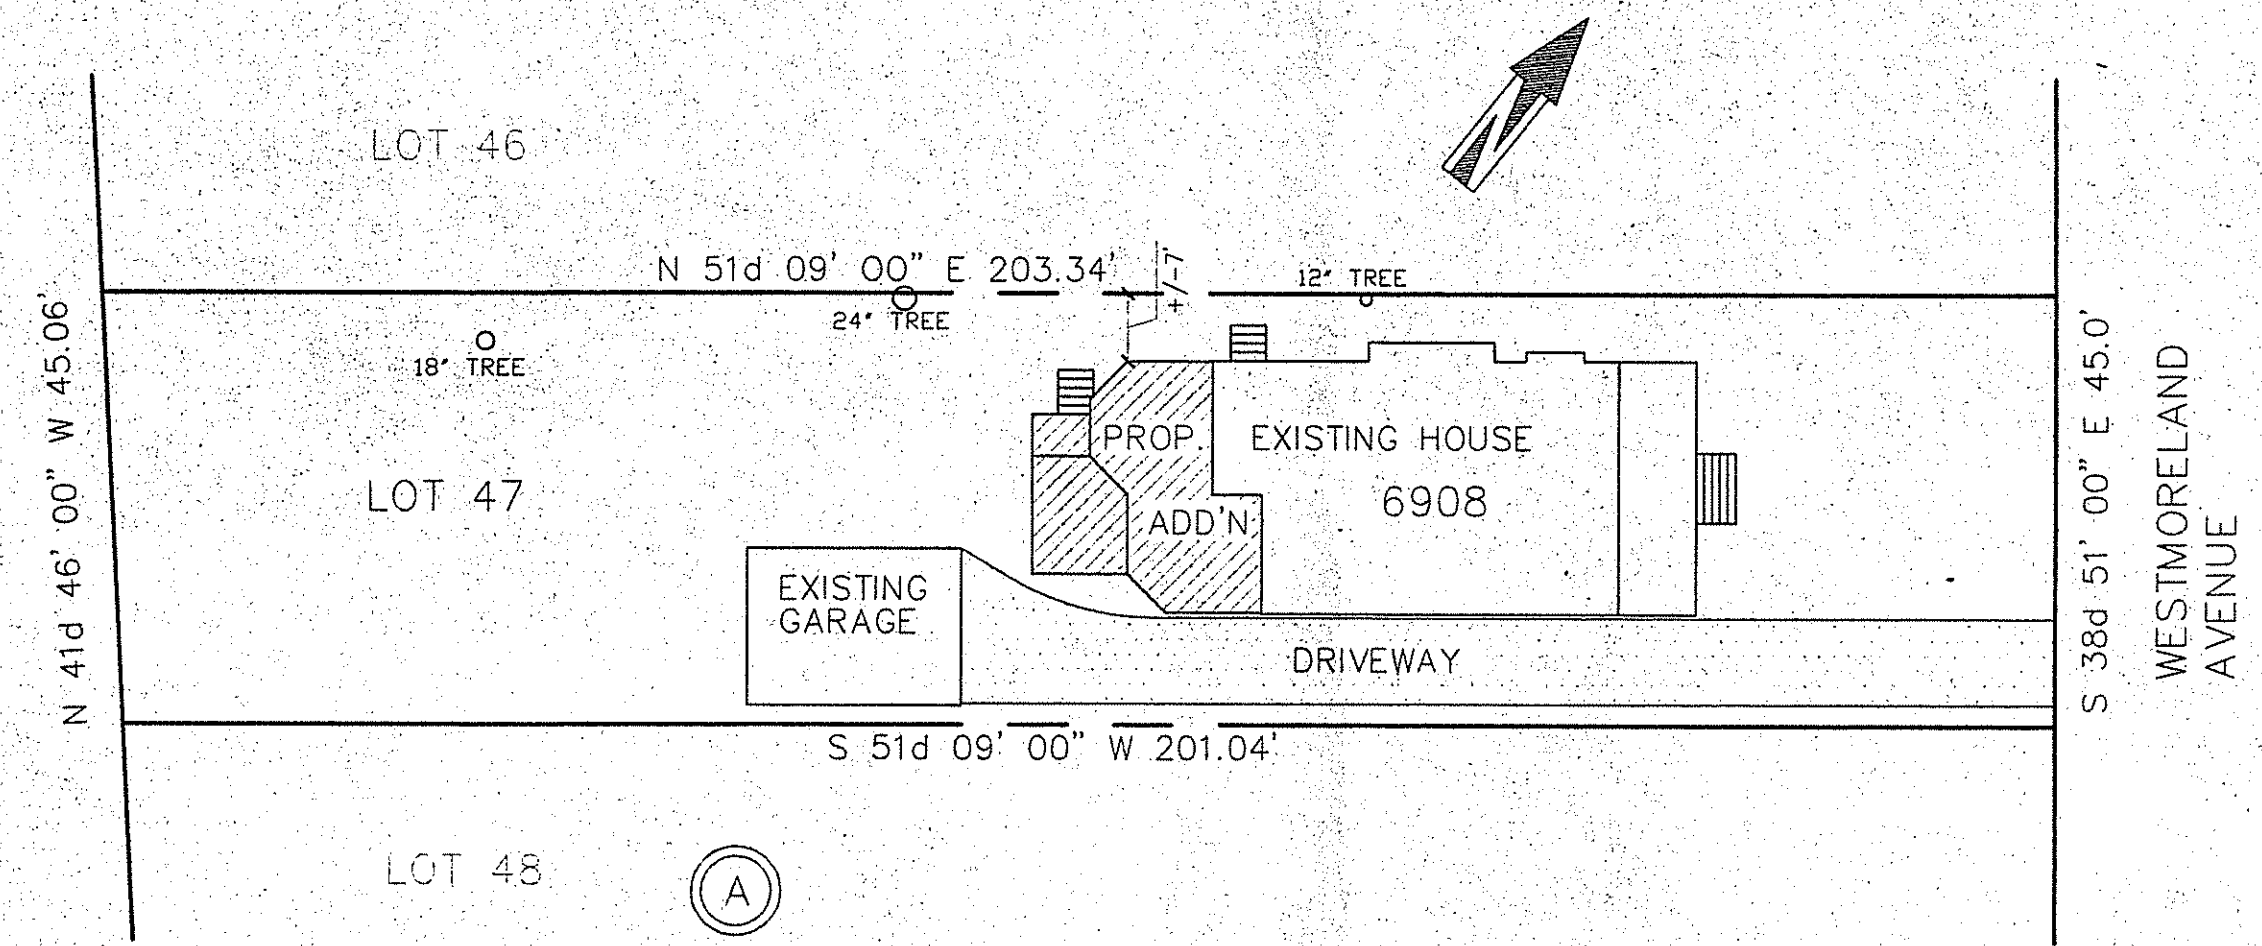 LOT 46
N 51d 09' 00" E 203.34'
+/-7
12" TREE
24" TREE
18" TREE
N 41d 46' 00" W 45.06'
S 38d 51' 00" E 45.0'
WESTMORELAND
AVENUE
PROP.
ADD'N
EXISTING HOUSE
6908
LOT 47
EXISTING
GARAGE
DRIVEWAY
S 51d 09' 00" W 201.04'
LOT 48
A